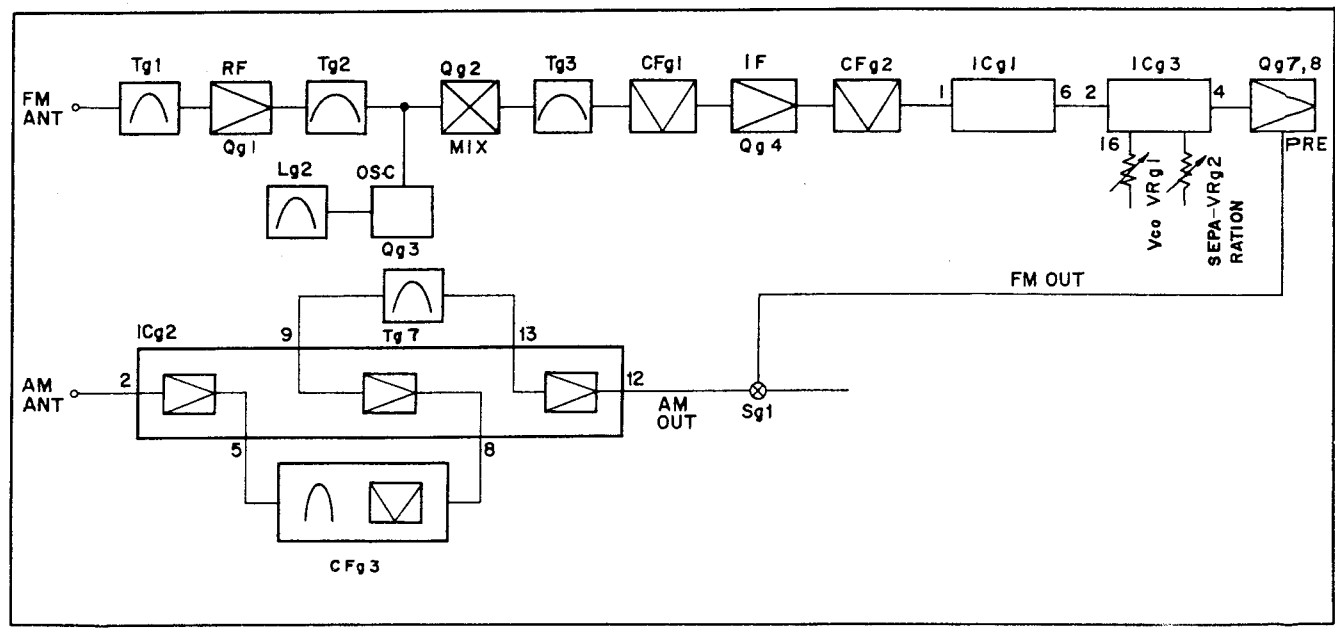 Tg1 RF Tg2 Qg2 Tg3 CFg1 IF CFg2 ICg1 ICg3 Qg7,8
FM
ANT
1 6 2 4
Qg1 MIX Qg4 16 PRE
Lg2 OSC
Qg3
Vco VRg1
SEPA-VRg2
RATION
FM OUT
ICg2 9 Tg7 13
AM
ANT
2 12
AM
OUT
Sg1
5 8
CFg3